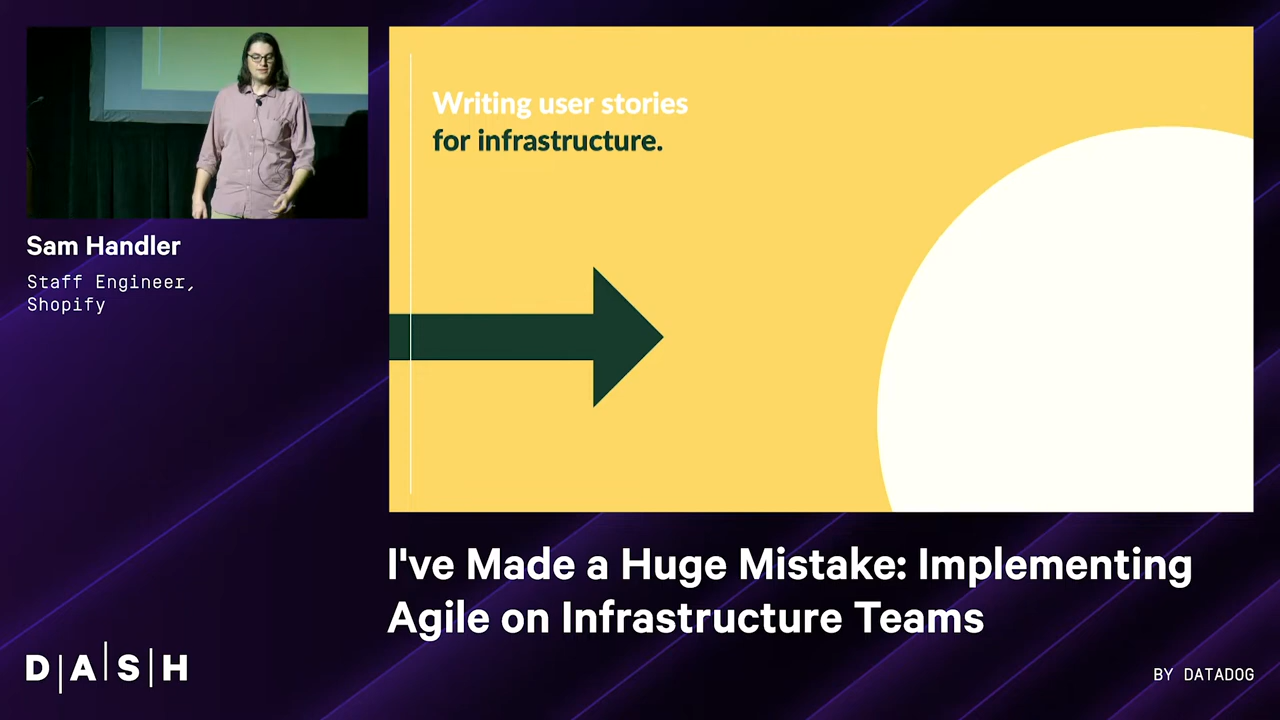 Writing user stories
for infrastructure.
Sam Handler
Staff Engineer,
Shopify
I've Made a Huge Mistake: Implementing
Agile on Infrastructure Teams
D|A|S|H
BY DATADOG